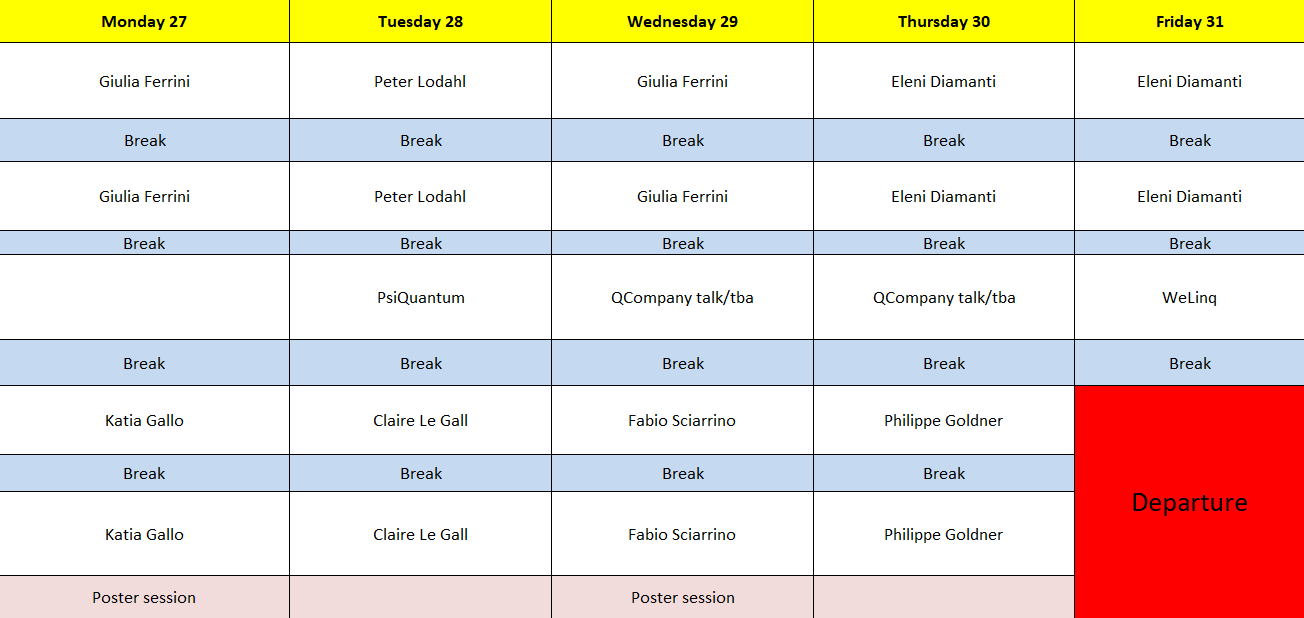 Monday 27 Tuesday 28 Wednesday 29 Thursday 30 Friday 31
Giulia Ferrini Peter Lodahl Giulia Ferrini Eleni Diamanti Eleni Diamanti
Break Break Break Break Break
Giulia Ferrini Peter Lodahl Giulia Ferrini Eleni Diamanti Eleni Diamanti
Break Break Break Break Break
PsiQuantum QCompany talk/tba QCompany talk/tba WeLinq
Break Break Break Break Break
Katia Gallo Claire Le Gall Fabio Sciarrino Philippe Goldner
Break Break Break Break
Departure
Katia Gallo Claire Le Gall Fabio Sciarrino Philippe Goldner
Poster session Poster session